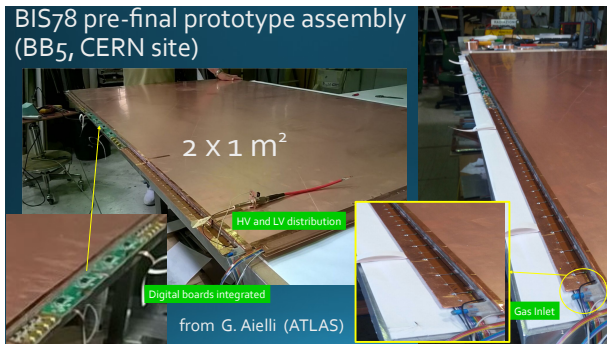 BIS78 pre-final prototype assembly
(BB5, CERN site)
2 x 1 m²
HV and LV distribution
Digital boards integrated
Gas Inlet
from G. Aielli (ATLAS)